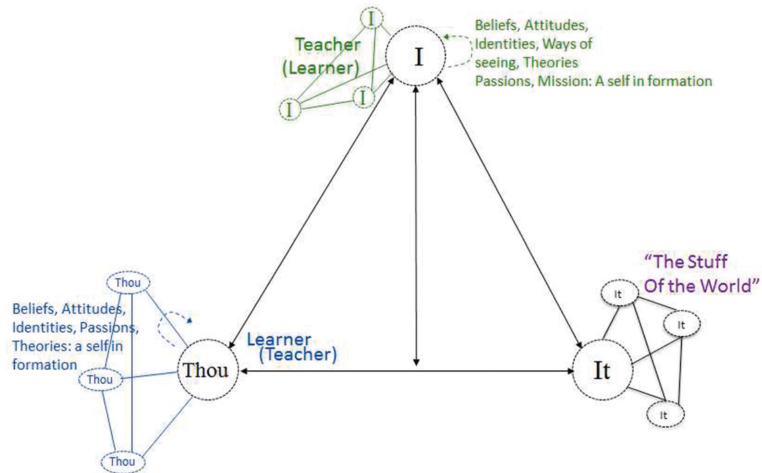 I
Teacher
(Learner)
I
I
I
Beliefs, Attitudes,
Identities, Ways of
seeing, Theories
Passions, Mission: A self in formation
"The Stuff
Of the World"
Thou
Beliefs, Attitudes,
Identities, Passions,
Theories: a self in
formation
Learner
(Teacher)
Thou
Thou
Thou
It
It
It
It